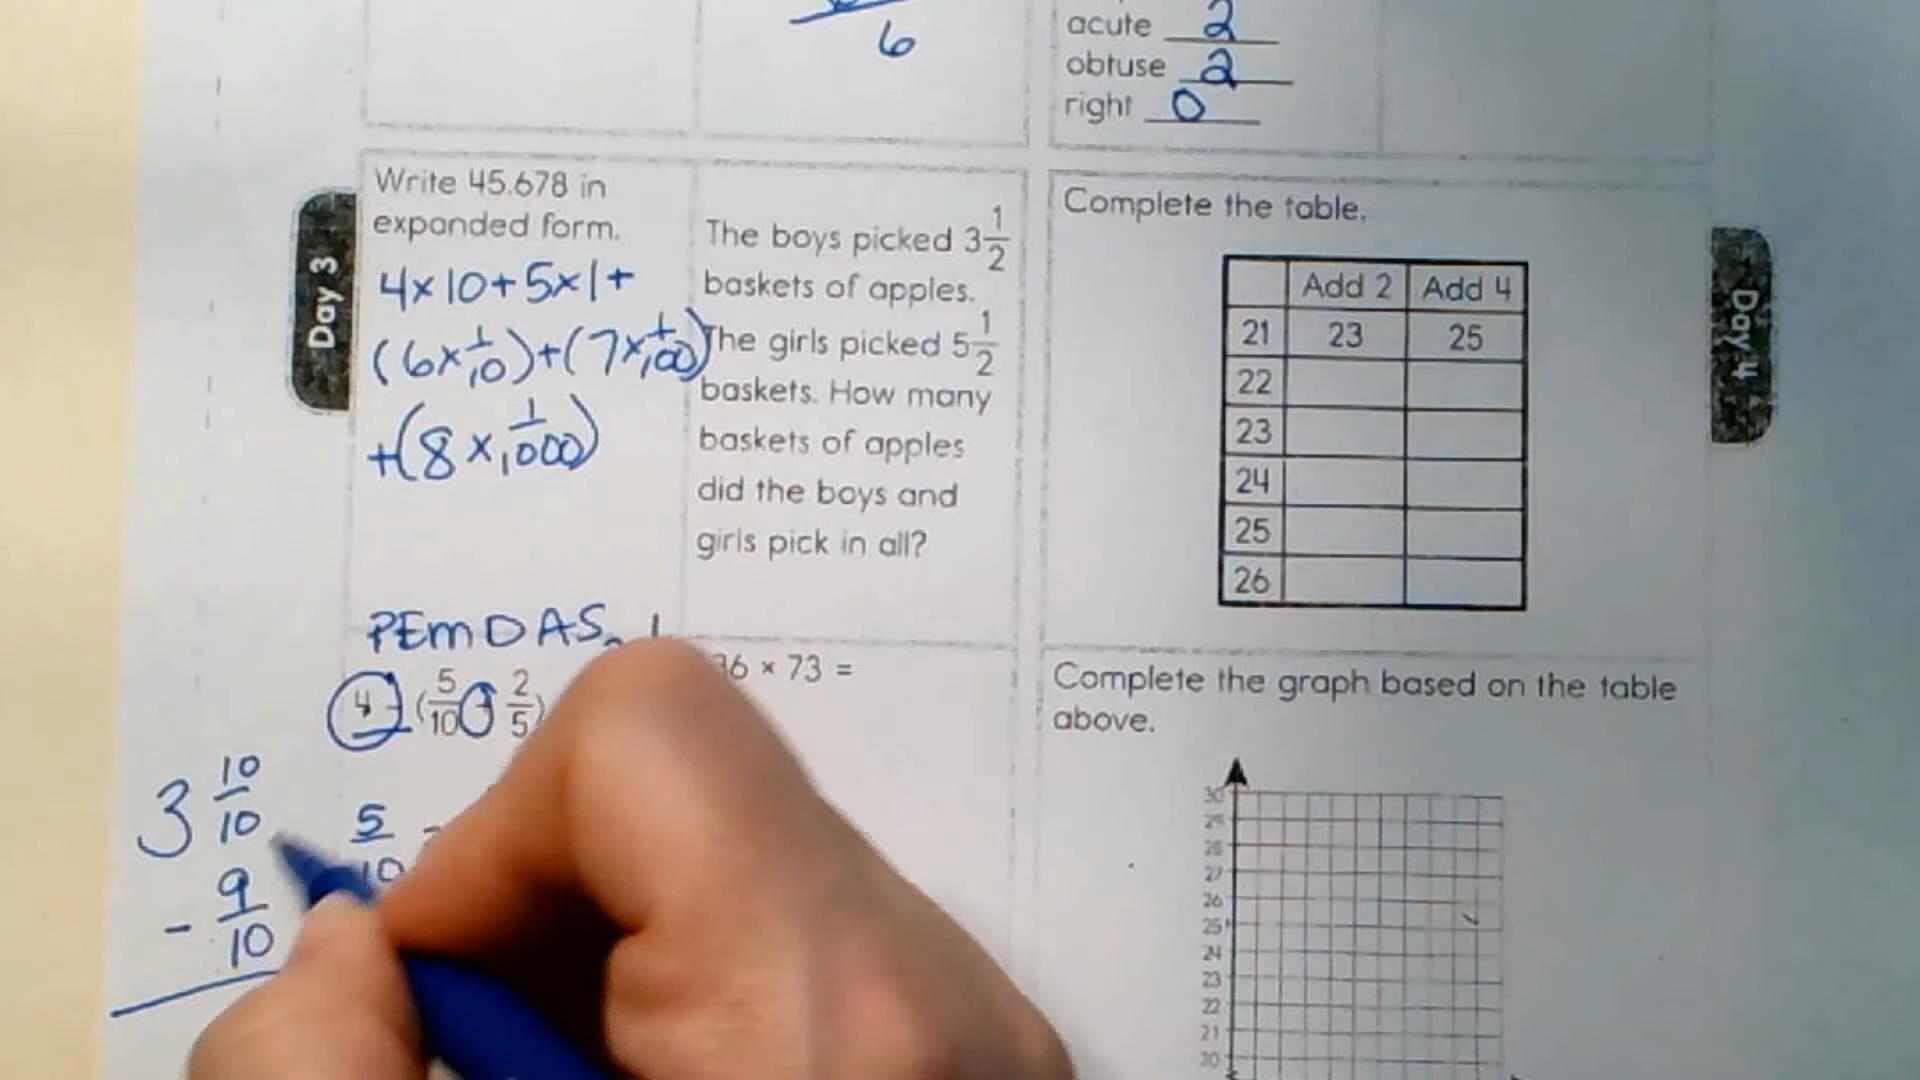 6
acute 2
obtuse 2
right 0
Day 3
Write 45.678 in
expanded form.
4×10+5×1+
(6×1/10)+(7×1/100)
+(8×1/1000)
The boys picked 3 1/2
baskets of apples.
The girls picked 5 1/2
baskets. How many
baskets of apples
did the boys and
girls pick in all?
PEmDAS
4 - (5/10 2/5)
3 10/10
- 9/10
5/10 -
6 × 73 =
Complete the table.
Add 2 Add 4
21 23 25
22
23
24
25
26
Day 4
Complete the graph based on the table
above.
30
29
28
27
26
25
24
23
22
21
20